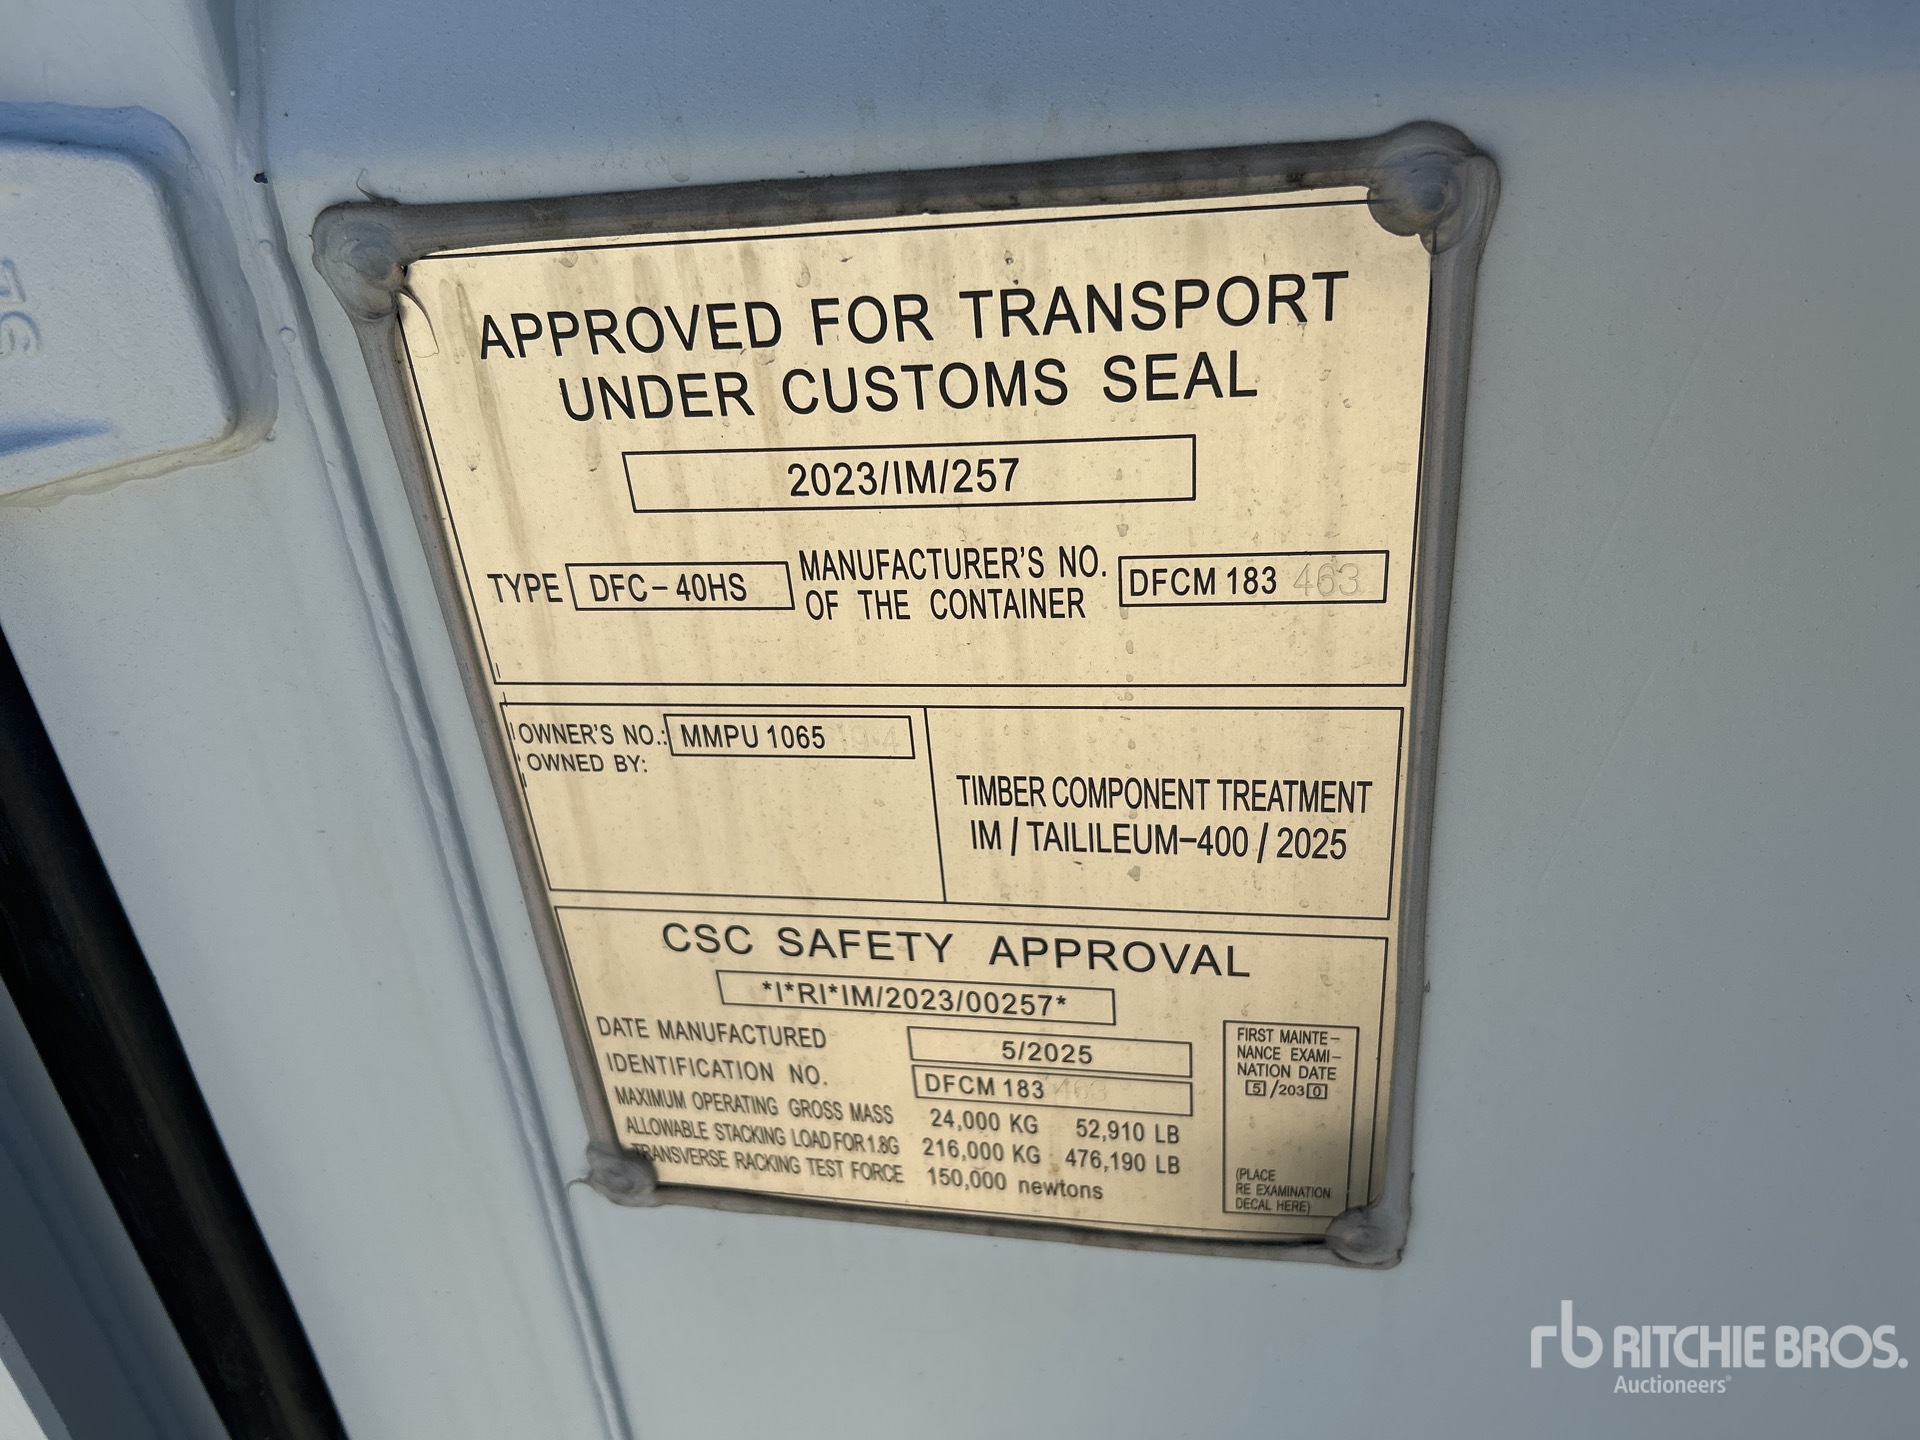 APPROVED FOR TRANSPORT
UNDER CUSTOMS SEAL
2023/IM/257
TYPE DFC-40HS MANUFACTURER'S NO. OF THE CONTAINER DFCM 183 463
OWNER'S NO.: MMPU 1065
OWNED BY:
TIMBER COMPONENT TREATMENT
IM / TAILILEUM-400 / 2025
CSC SAFETY APPROVAL
*I*RI*IM/2023/00257*
DATE MANUFACTURED 5/2025
IDENTIFICATION NO. DFCM 183 463
MAXIMUM OPERATING GROSS MASS 24,000 KG 52,910 LB
ALLOWABLE STACKING LOAD FOR 1.8G 216,000 KG 476,190 LB
TRANSVERSE RACKING TEST FORCE 150,000 newtons
FIRST MAINTE-
NANCE EXAMI-
NATION DATE
5/2030
(PLACE
RE EXAMINATION
DECAL HERE)
rb RITCHIE BROS.
Auctioneers